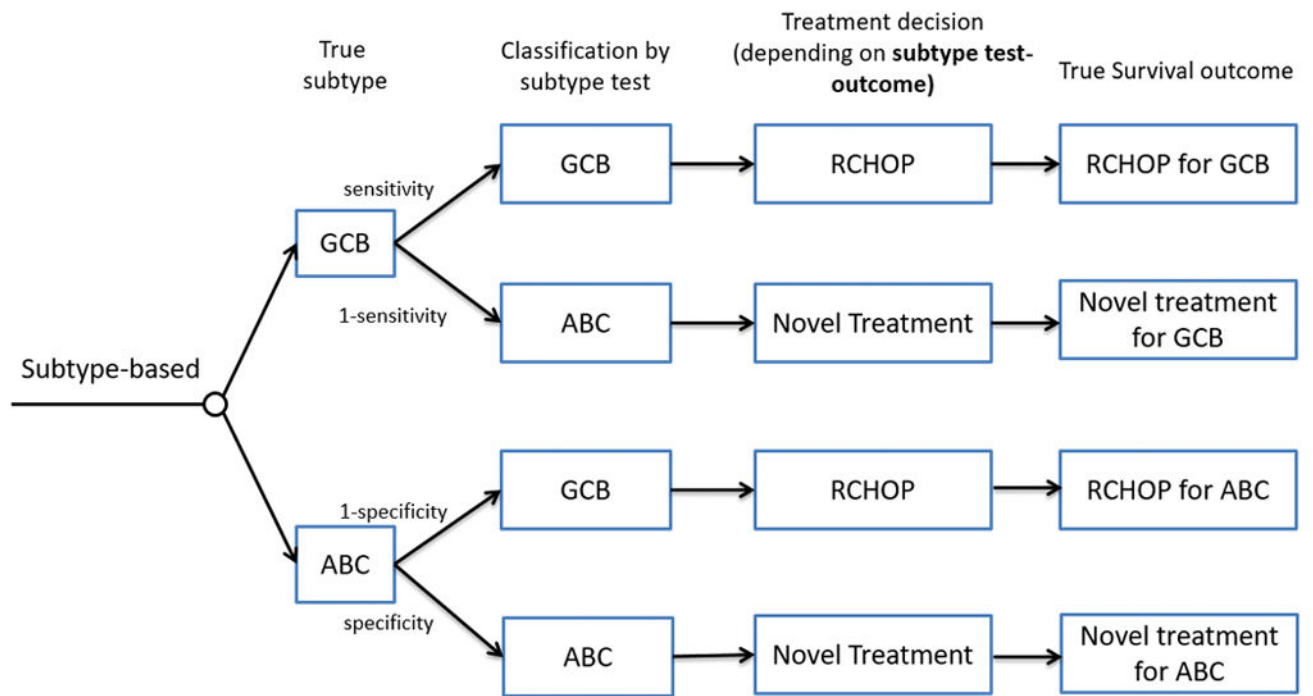 True
subtype
Classification by
subtype test
Treatment decision
(depending on subtype test-
outcome)
True Survival outcome
GCB
RCHOP
RCHOP for GCB
sensitivity
GCB
1-sensitivity
ABC
Novel Treatment
Novel treatment
for GCB
Subtype-based
GCB
RCHOP
RCHOP for ABC
1-specificity
ABC
specificity
ABC
Novel Treatment
Novel treatment
for ABC